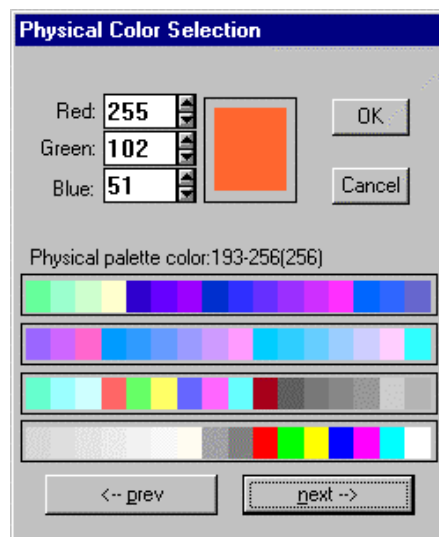 Physical Color Selection
Red: 255
OK
Green: 102
Blue: 51
Cancel
Physical palette color:193-256(256)
<-- prev
next -->